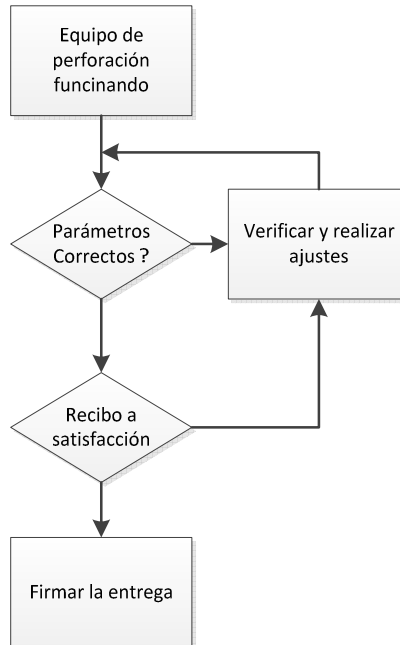 Equipo de
perforación
funcinando
Parámetros
Correctos ?
Verificar y realizar
ajustes
Recibo a
satisfacción
Firmar la entrega